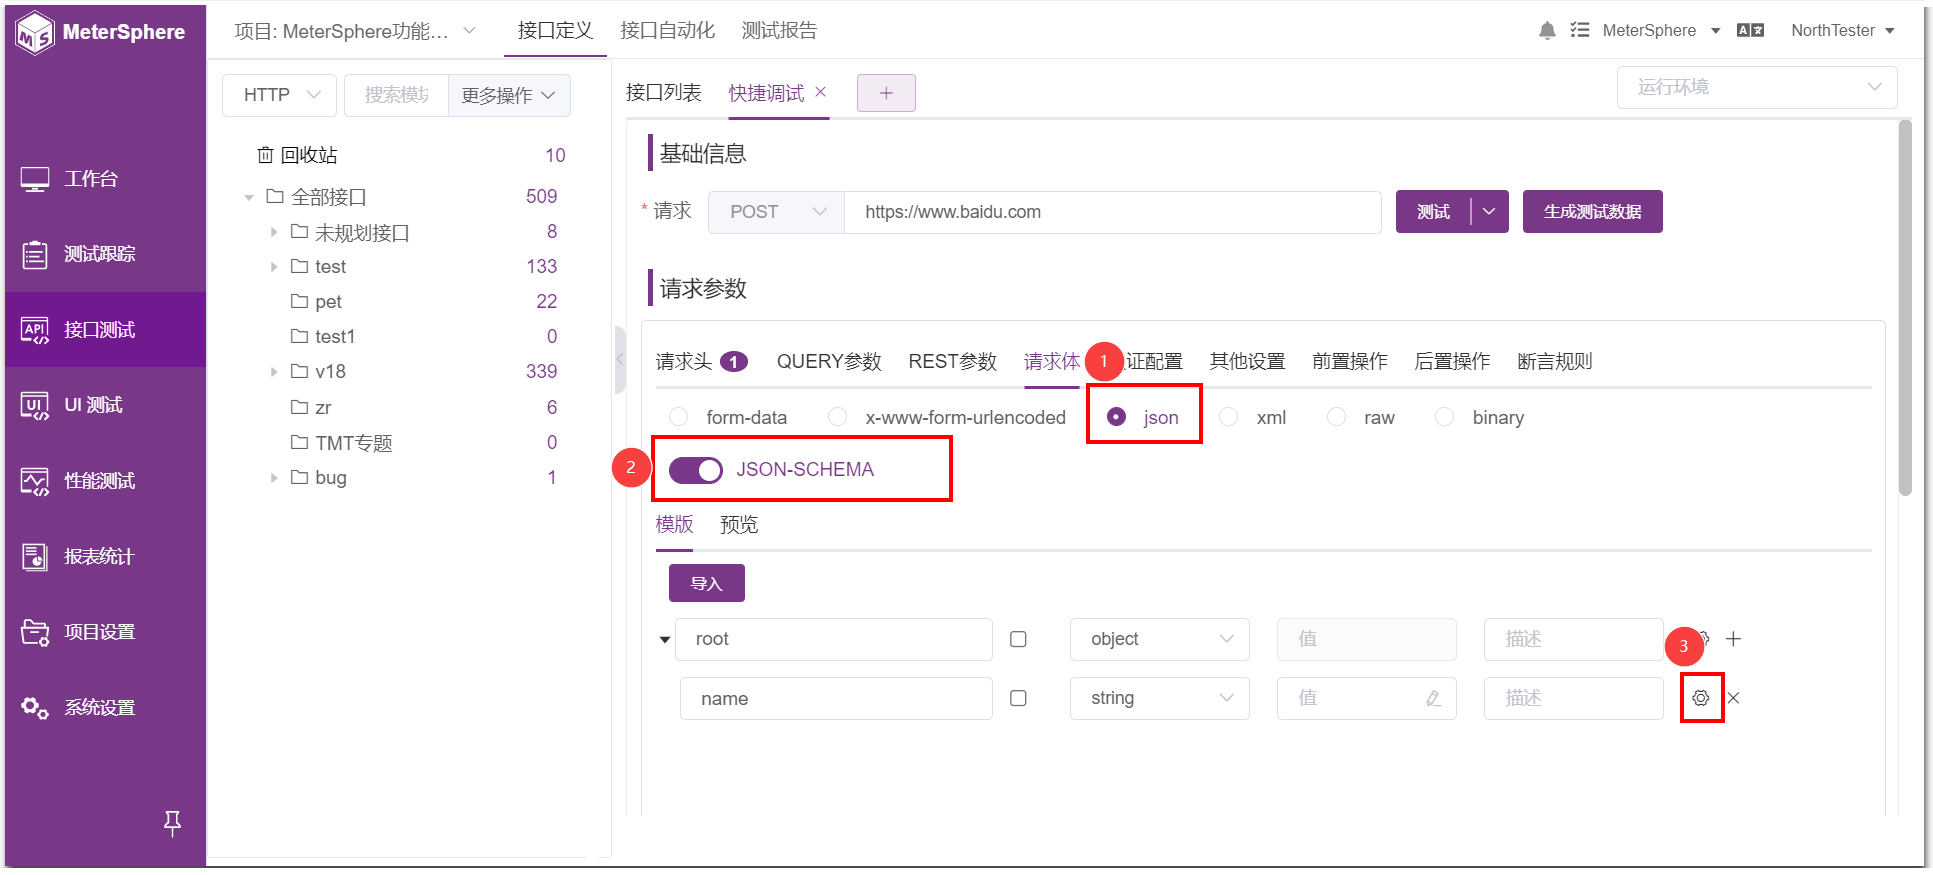 MeterSphere
项目: MeterSphere功能...
接口定义
接口自动化
测试报告
MeterSphere
NorthTester
工作台
测试跟踪
接口测试
UI 测试
性能测试
报表统计
项目设置
系统设置
HTTP
搜索模块
更多操作
回收站 10
全部接口 509
未规划接口 8
test 133
pet 22
test1 0
v18 339
zr 6
TMT专题 0
bug 1
接口列表
快捷调试
+
运行环境
基础信息
* 请求
POST
https://www.baidu.com
测试
生成测试数据
请求参数
请求头 1
QUERY参数
REST参数
请求体
1
证配置
其他设置
前置操作
后置操作
断言规则
form-data
x-www-form-urlencoded
json
xml
raw
binary
2
JSON-SCHEMA
模版
预览
导入
root
object
值
描述
3
name
string
值
描述